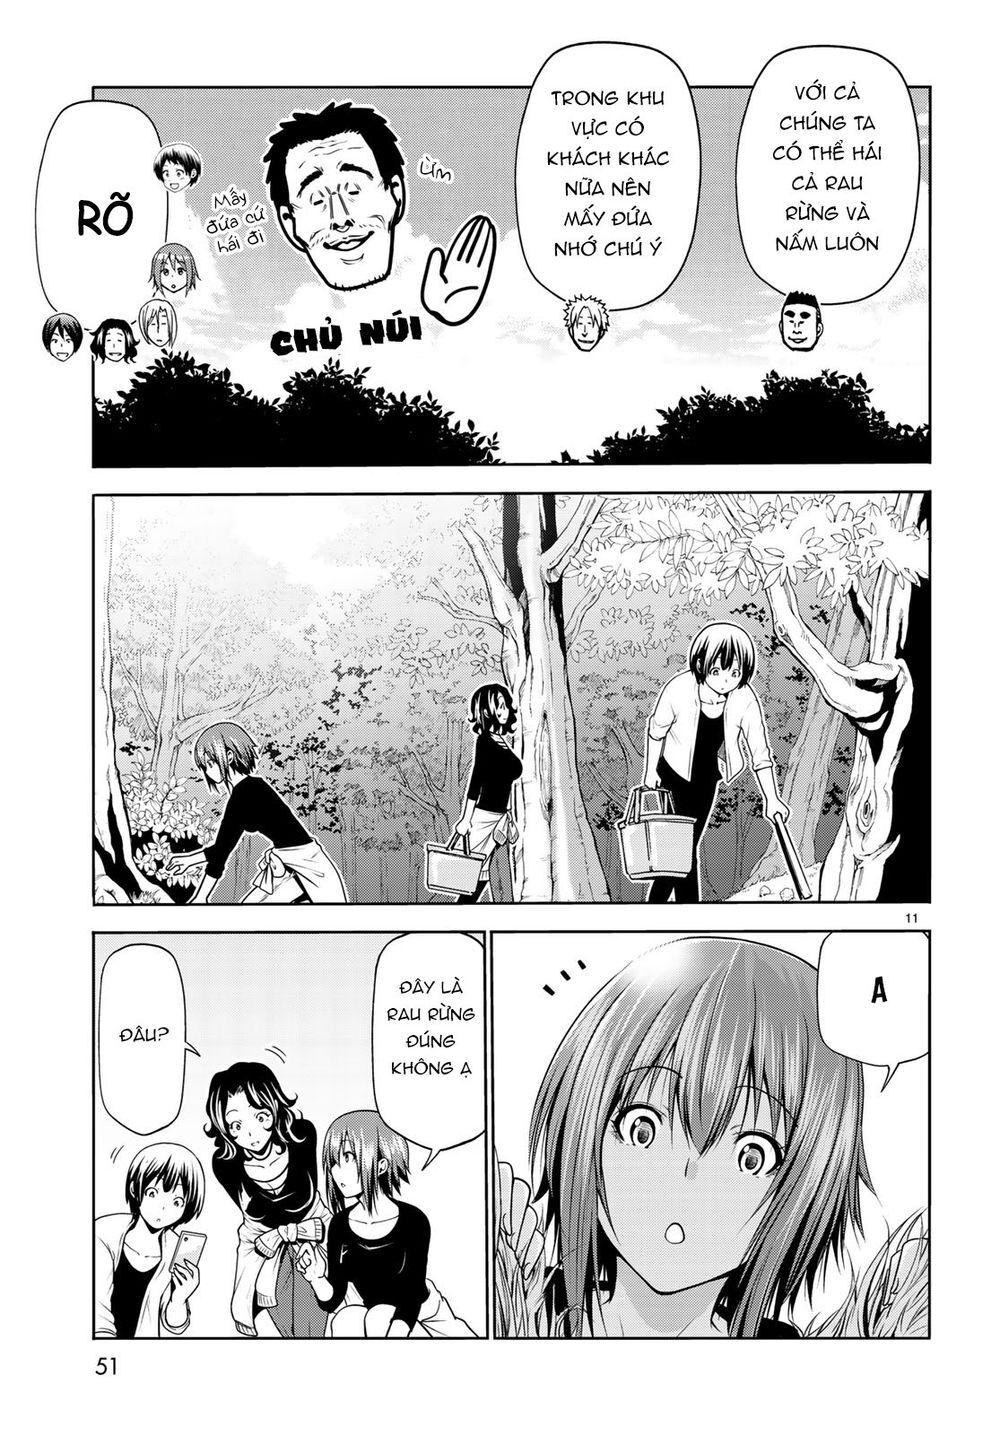 VỚI CẢ
CHÚNG TA
CÓ THỂ HÁI
CẢ RAU
RỪNG VÀ
NẤM LUÔN
TRONG KHU
VỰC CÓ
KHÁCH KHÁC
NỮA NÊN
MẤY ĐỨA
NHỚ CHÚ Ý
Ừm
Mấy
đứa cứ
hái đi
CHỦ NÚI
RÕ
11
A
ĐÂY LÀ
RAU RỪNG
ĐÚNG
KHÔNG Ạ
ĐÂU?
51